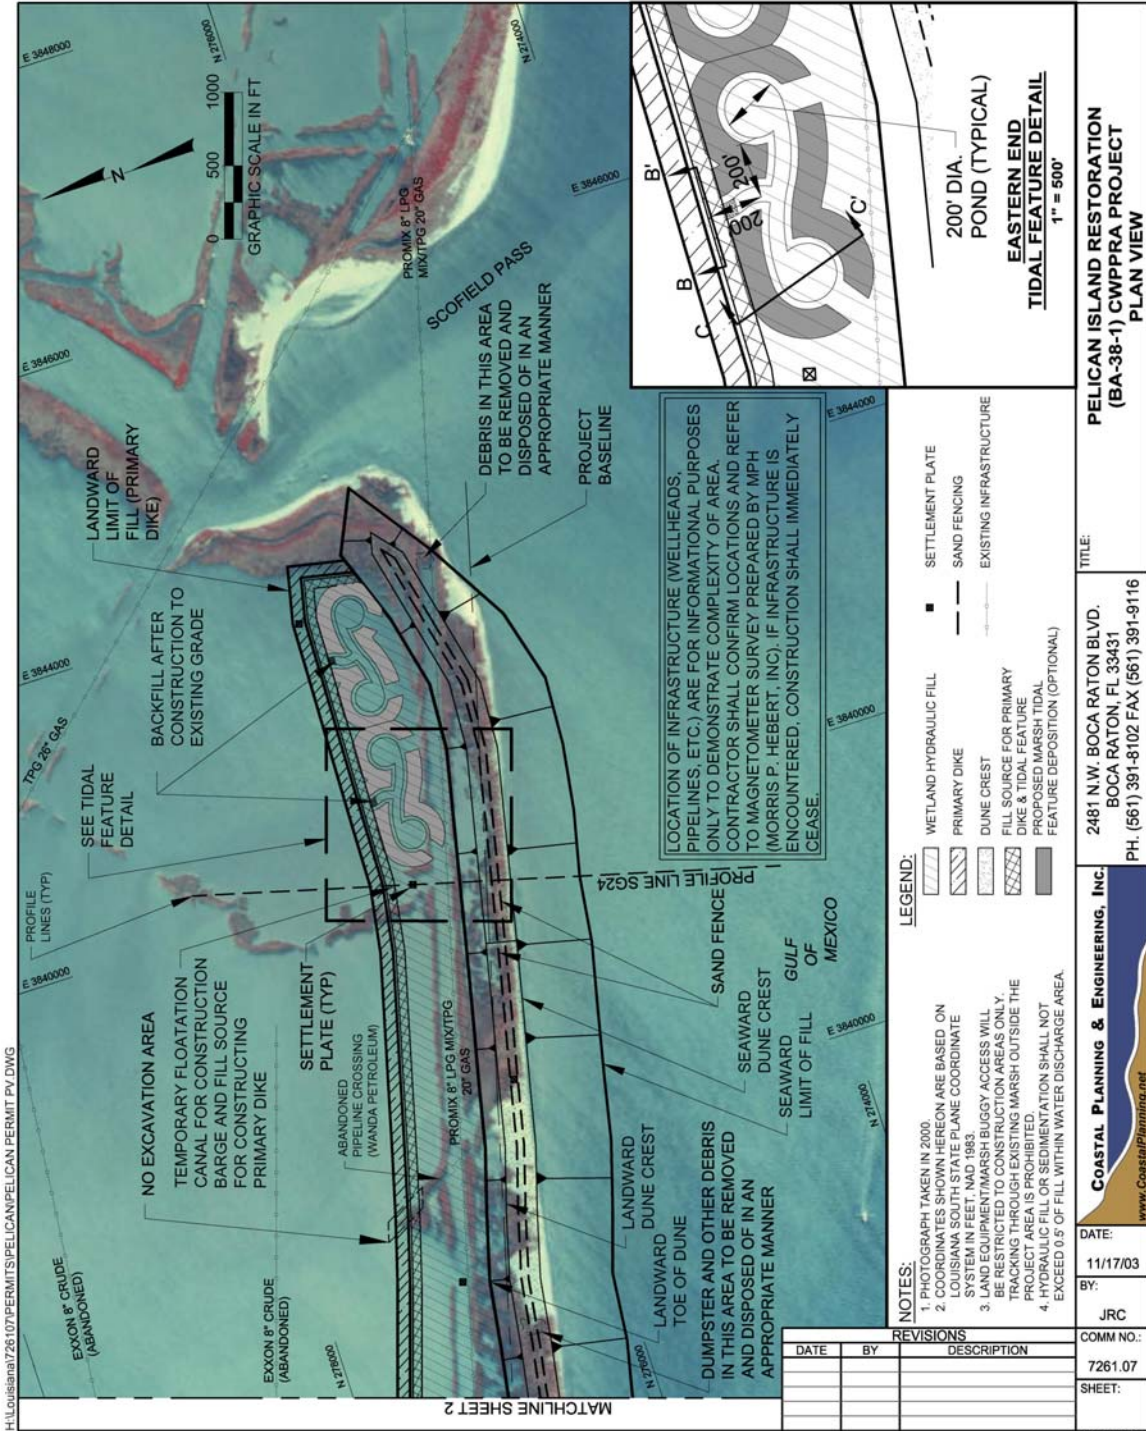 H:\Louisiana\726107\PERMITS\PELICAN\PELICAN PERMIT PV.DWG
E 3848000
N 276000
N 274000
0 500 1000
GRAPHIC SCALE IN FT
N
E 3846000
E 3846000
PROMIX 8" LPG
MIX/TPG 20" GAS
SCOFIELD PASS
LANDWARD
LIMIT OF
FILL (PRIMARY
DIKE)
DEBRIS IN THIS AREA
TO BE REMOVED AND
DISPOSED OF IN AN
APPROPRIATE MANNER
PROJECT
BASELINE
E 3844000
E 3844000
TPG 26" GAS
BACKFILL AFTER
CONSTRUCTION TO
EXISTING GRADE
SEE TIDAL
FEATURE
DETAIL
PROFILE
LINES (TYP)
E 3840000
E 3840000
E 3840000
NO EXCAVATION AREA
TEMPORARY FLOATATION
CANAL FOR CONSTRUCTION
BARGE AND FILL SOURCE
FOR CONSTRUCTING
PRIMARY DIKE
SETTLEMENT
PLATE (TYP)
ABANDONED
PIPELINE CROSSING
(WANDA PETROLEUM)
PROMIX 8" LPG MIX/TPG
20" GAS
PROFILE LINE SG24
SAND FENCE
GULF
OF
MEXICO
SEAWARD
DUNE CREST
SEAWARD
LIMIT OF FILL
LANDWARD
DUNE CREST
LANDWARD
TOE OF DUNE
DUMPSTER AND OTHER DEBRIS
IN THIS AREA TO BE REMOVED
AND DISPOSED OF IN AN
APPROPRIATE MANNER
EXXON 8" CRUDE
(ABANDONED)
EXXON 8" CRUDE
(ABANDONED)
N 278000
N 276000
N 274000
MATCHLINE SHEET 2
LOCATION OF INFRASTRUCTURE (WELLHEADS,
PIPELINES, ETC.) ARE FOR INFORMATIONAL PURPOSES
ONLY TO DEMONSTRATE COMPLEXITY OF AREA.
CONTRACTOR SHALL CONFIRM LOCATIONS AND REFER
TO MAGNETOMETER SURVEY PREPARED BY MPH
(MORRIS P. HEBERT, INC). IF INFRASTRUCTURE IS
ENCOUNTERED, CONSTRUCTION SHALL IMMEDIATELY
CEASE.
B
B'
C
C'
200'
200'
200' DIA.
POND (TYPICAL)
EASTERN END
TIDAL FEATURE DETAIL
1" = 500'
LEGEND:
WETLAND HYDRAULIC FILL
PRIMARY DIKE
DUNE CREST
FILL SOURCE FOR PRIMARY
DIKE & TIDAL FEATURE
PROPOSED MARSH TIDAL
FEATURE DEPOSITION (OPTIONAL)
SETTLEMENT PLATE
SAND FENCING
EXISTING INFRASTRUCTURE
NOTES:
1. PHOTOGRAPH TAKEN IN 2000.
2. COORDINATES SHOWN HEREON ARE BASED ON
LOUISIANA SOUTH STATE PLANE COORDINATE
SYSTEM IN FEET, NAD 1983.
3. LAND EQUIPMENT/MARSH BUGGY ACCESS WILL
BE RESTRICTED TO CONSTRUCTION AREAS ONLY.
TRACKING THROUGH EXISTING MARSH OUTSIDE THE
PROJECT AREA IS PROHIBITED.
4. HYDRAULIC FILL OR SEDIMENTATION SHALL NOT
EXCEED 0.5' OF FILL WITHIN WATER DISCHARGE AREA.
REVISIONS
DATE BY DESCRIPTION
TITLE:
PELICAN ISLAND RESTORATION
(BA-38-1) CWPPRA PROJECT
PLAN VIEW
2481 N.W. BOCA RATON BLVD.
BOCA RATON, FL 33431
PH. (561) 391-8102 FAX (561) 391-9116
COASTAL PLANNING & ENGINEERING, Inc.
www.CoastalPlanning.net
DATE:
11/17/03
BY:
JRC
COMM NO.:
7261.07
SHEET: